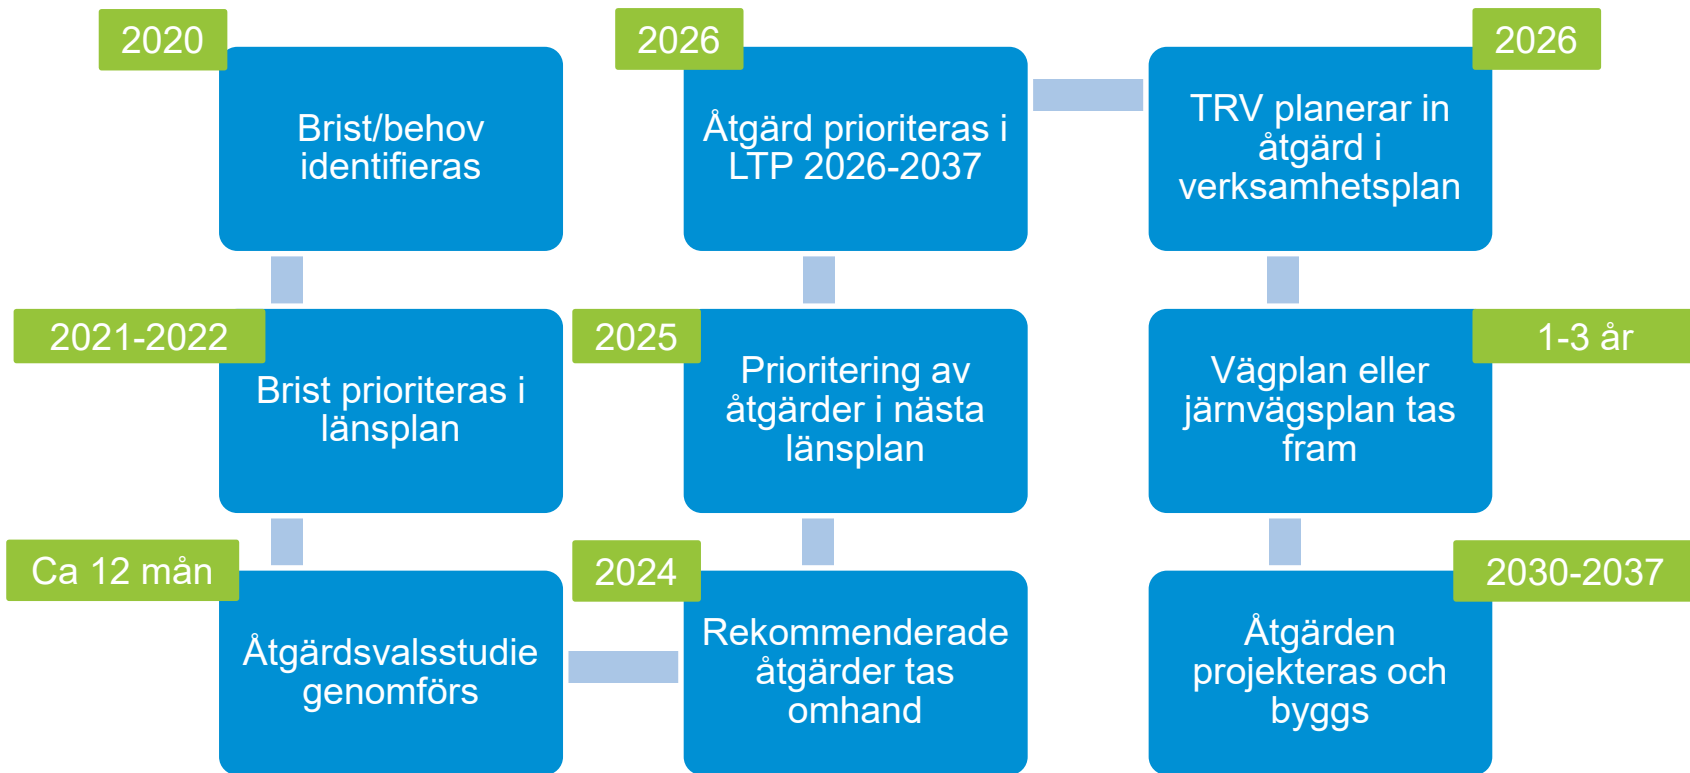 2020
Brist/behov
identifieras
2021-2022
Brist prioriteras i
länsplan
Ca 12 mån
Åtgärdsvalsstudie
genomförs
2024
Rekommenderade
åtgärder tas
omhand
2025
Prioritering av
åtgärder i nästa
länsplan
2026
Åtgärd prioriteras i
LTP 2026-2037
2026
TRV planerar in
åtgärd i
verksamhetsplan
1-3 år
Vägplan eller
järnvägsplan tas
fram
2030-2037
Åtgärden
projekteras och
byggs